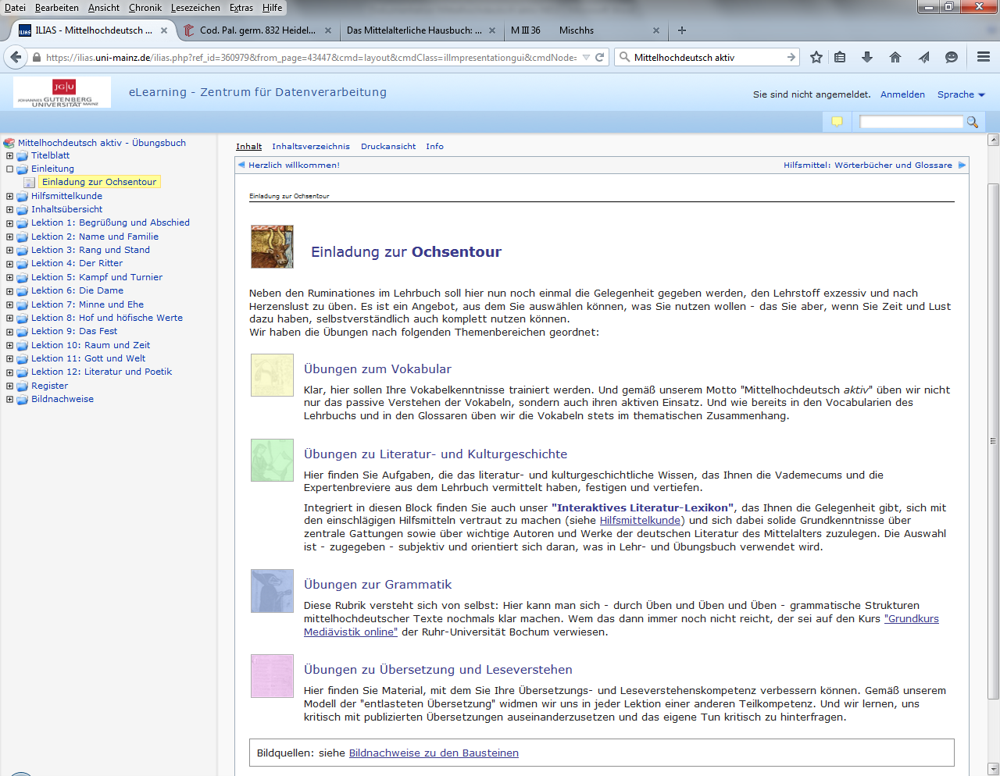 Datei Bearbeiten Ansicht Chronik Lesezeichen Extras Hilfe
ILIAS - Mittelhochdeutsch ... × Cod. Pal. germ. 832 Heidel... × Das Mittelalterliche Hausbuch: ... × M III 36 Mischhs ×
https://ilias.uni-mainz.de/ilias.php?ref_id=360979&from_page=43447&cmd=layout&cmdClass=illmpresentationgui&cmdNode= Mittelhochdeutsch aktiv
JG|U
JOHANNES GUTENBERG
UNIVERSITÄT MAINZ
eLearning - Zentrum für Datenverarbeitung
Sie sind nicht angemeldet. Anmelden Sprache
Mittelhochdeutsch aktiv - Übungsbuch
Titelblatt
Einleitung
Einladung zur Ochsentour
Hilfsmittelkunde
Inhaltsübersicht
Lektion 1: Begrüßung und Abschied
Lektion 2: Name und Familie
Lektion 3: Rang und Stand
Lektion 4: Der Ritter
Lektion 5: Kampf und Turnier
Lektion 6: Die Dame
Lektion 7: Minne und Ehe
Lektion 8: Hof und höfische Werte
Lektion 9: Das Fest
Lektion 10: Raum und Zeit
Lektion 11: Gott und Welt
Lektion 12: Literatur und Poetik
Register
Bildnachweise
Inhalt Inhaltsverzeichnis Druckansicht Info
Herzlich willkommen! Hilfsmittel: Wörterbücher und Glossare
Einladung zur Ochsentour
Einladung zur Ochsentour
Neben den Ruminationes im Lehrbuch soll hier nun noch einmal die Gelegenheit gegeben werden, den Lehrstoff exzessiv und nach
Herzenslust zu üben. Es ist ein Angebot, aus dem Sie auswählen können, was Sie nutzen wollen - das Sie aber, wenn Sie Zeit und Lust
dazu haben, selbstverständlich auch komplett nutzen können.
Wir haben die Übungen nach folgenden Themenbereichen geordnet:
Übungen zum Vokabular
Klar, hier sollen Ihre Vokabelkenntnisse trainiert werden. Und gemäß unserem Motto "Mittelhochdeutsch aktiv" üben wir nicht
nur das passive Verstehen der Vokabeln, sondern auch ihren aktiven Einsatz. Und wie bereits in den Vocabularien des
Lehrbuchs und in den Glossaren üben wir die Vokabeln stets im thematischen Zusammenhang.
Übungen zu Literatur- und Kulturgeschichte
Hier finden Sie Aufgaben, die das literatur- und kulturgeschichtliche Wissen, das Ihnen die Vademecums und die
Expertenbreviere aus dem Lehrbuch vermittelt haben, festigen und vertiefen.
Integriert in diesen Block finden Sie auch unser "Interaktives Literatur-Lexikon", das Ihnen die Gelegenheit gibt, sich mit
den einschlägigen Hilfsmitteln vertraut zu machen (siehe Hilfsmittelkunde) und sich dabei solide Grundkenntnisse über
zentrale Gattungen sowie über wichtige Autoren und Werke der deutschen Literatur des Mittelalters zuzulegen. Die Auswahl
ist - zugegeben - subjektiv und orientiert sich daran, was in Lehr- und Übungsbuch verwendet wird.
Übungen zur Grammatik
Diese Rubrik versteht sich von selbst: Hier kann man sich - durch Üben und Üben und Üben - grammatische Strukturen
mittelhochdeutscher Texte nochmals klar machen. Wem das dann immer noch nicht reicht, der sei auf den Kurs "Grundkurs
Mediävistik online" der Ruhr-Universität Bochum verwiesen.
Übungen zu Übersetzung und Leseverstehen
Hier finden Sie Material, mit dem Sie Ihre Übersetzungs- und Leseverstehenskompetenz verbessern können. Gemäß unserem
Modell der "entlasteten Übersetzung" widmen wir uns in jeder Lektion einer anderen Teilkompetenz. Und wir lernen, uns
kritisch mit publizierten Übersetzungen auseinanderzusetzen und das eigene Tun kritisch zu hinterfragen.
Bildquellen: siehe Bildnachweise zu den Bausteinen